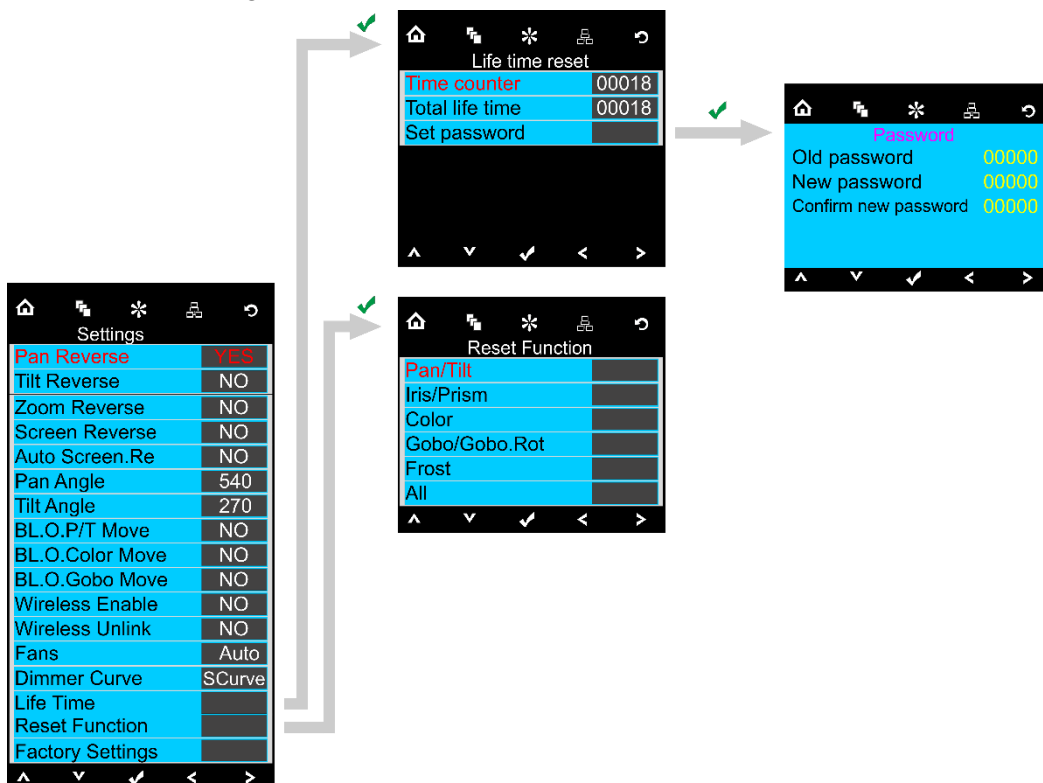 Life time reset
Time counter 00018
Total life time 00018
Set password
Password
Old password 00000
New password 00000
Confirm new password 00000
Settings
Pan Reverse YES
Tilt Reverse NO
Zoom Reverse NO
Screen Reverse NO
Auto Screen.Re NO
Pan Angle 540
Tilt Angle 270
BL.O.P/T Move NO
BL.O.Color Move NO
BL.O.Gobo Move NO
Wireless Enable NO
Wireless Unlink NO
Fans Auto
Dimmer Curve SCurve
Life Time
Reset Function
Factory Settings
Reset Function
Pan/Tilt
Iris/Prism
Color
Gobo/Gobo.Rot
Frost
All